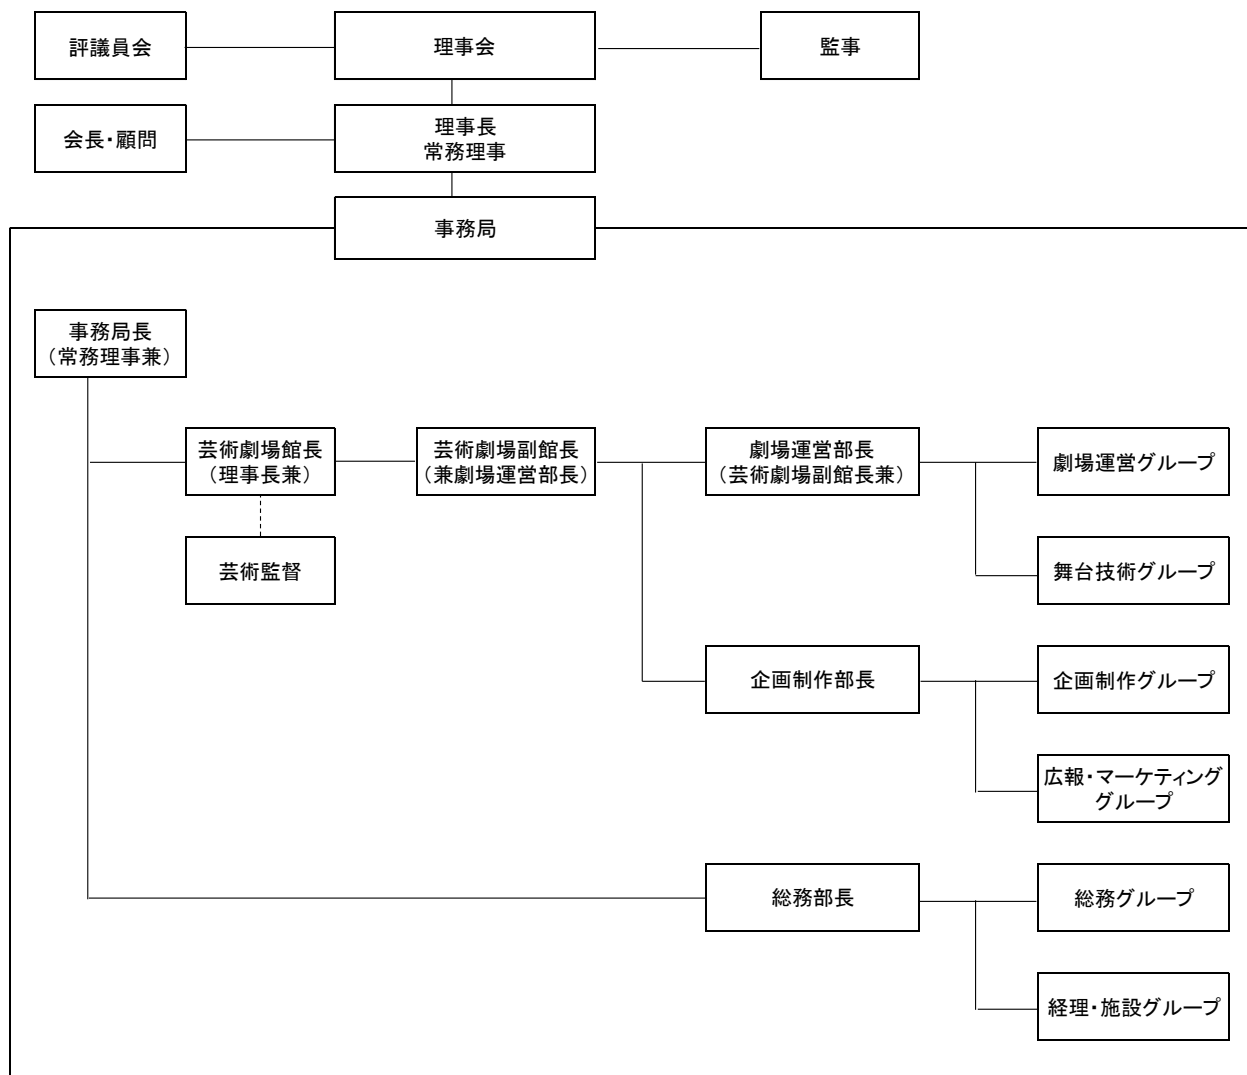 評議員会
理事会
監事
会長・顧問
理事長
常務理事
事務局
事務局長
（常務理事兼）
芸術劇場館長
（理事長兼）
芸術劇場副館長
（兼劇場運営部長）
劇場運営部長
（芸術劇場副館長兼）
劇場運営グループ
芸術監督
舞台技術グループ
企画制作部長
企画制作グループ
広報・マーケティング
グループ
総務部長
総務グループ
経理・施設グループ